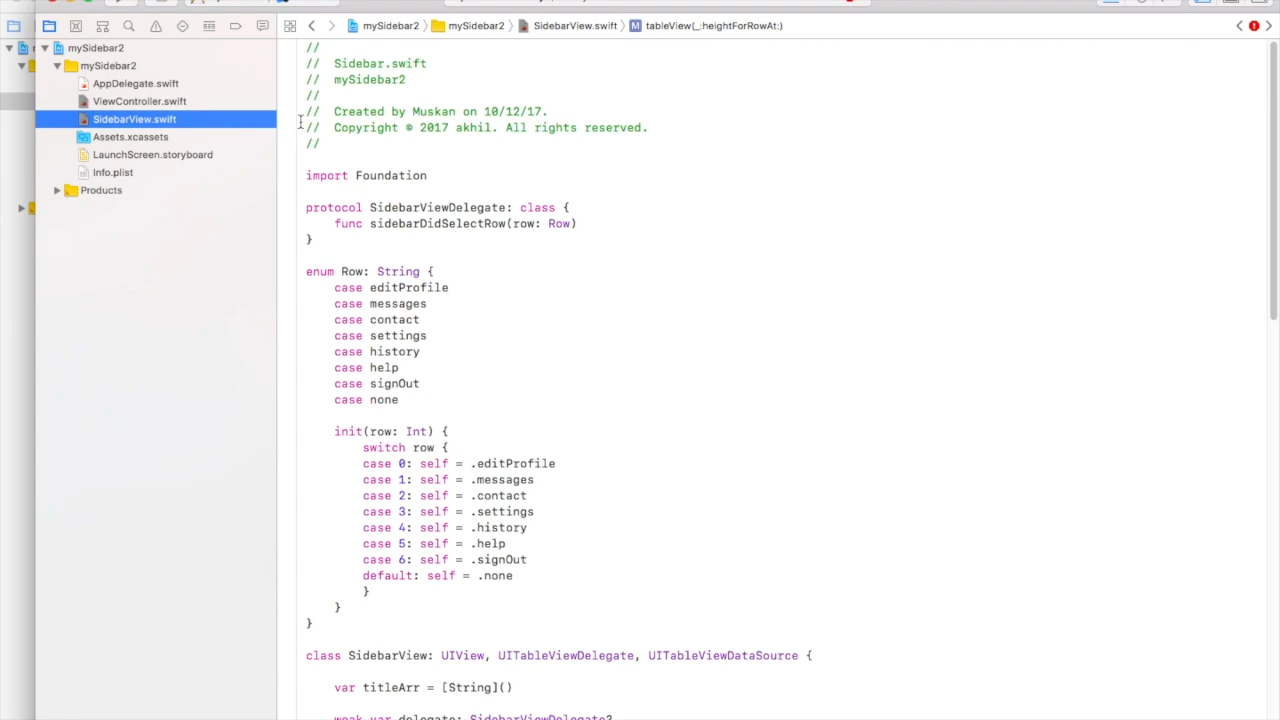 mySidebar2 〉 mySidebar2 〉 SidebarView.swift 〉 M tableView(_:heightForRowAt:)
mySidebar2
mySidebar2
AppDelegate.swift
ViewController.swift
SidebarView.swift
Assets.xcassets
LaunchScreen.storyboard
Info.plist
Products
//
// Sidebar.swift
// mySidebar2
//
// Created by Muskan on 10/12/17.
// Copyright © 2017 akhil. All rights reserved.
//
import Foundation
protocol SidebarViewDelegate: class {
func sidebarDidSelectRow(row: Row)
}
enum Row: String {
case editProfile
case messages
case contact
case settings
case history
case help
case signOut
case none
init(row: Int) {
switch row {
case 0: self = .editProfile
case 1: self = .messages
case 2: self = .contact
case 3: self = .settings
case 4: self = .history
case 5: self = .help
case 6: self = .signOut
default: self = .none
}
}
}
class SidebarView: UIView, UITableViewDelegate, UITableViewDataSource {
var titleArr = [String]()
weak var delegate: SidebarViewDelegate?